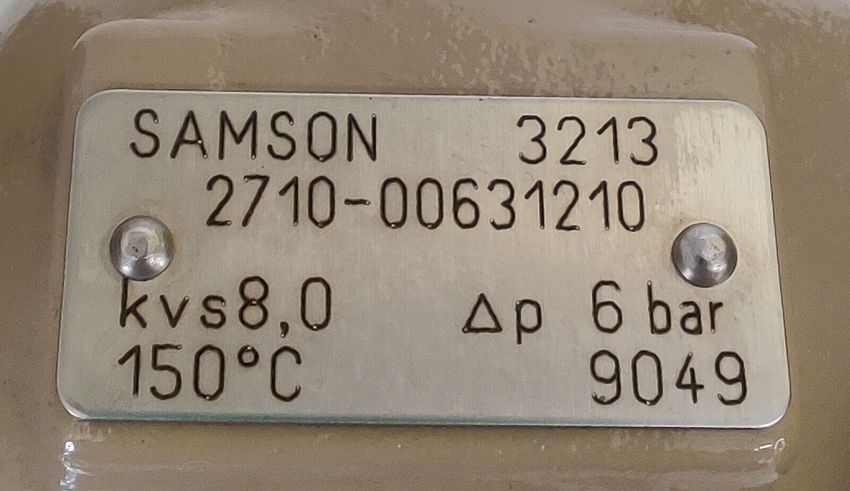 SAMSON 3213
2710-00631210
kvs8,0 Δp 6 bar
150°C 9049